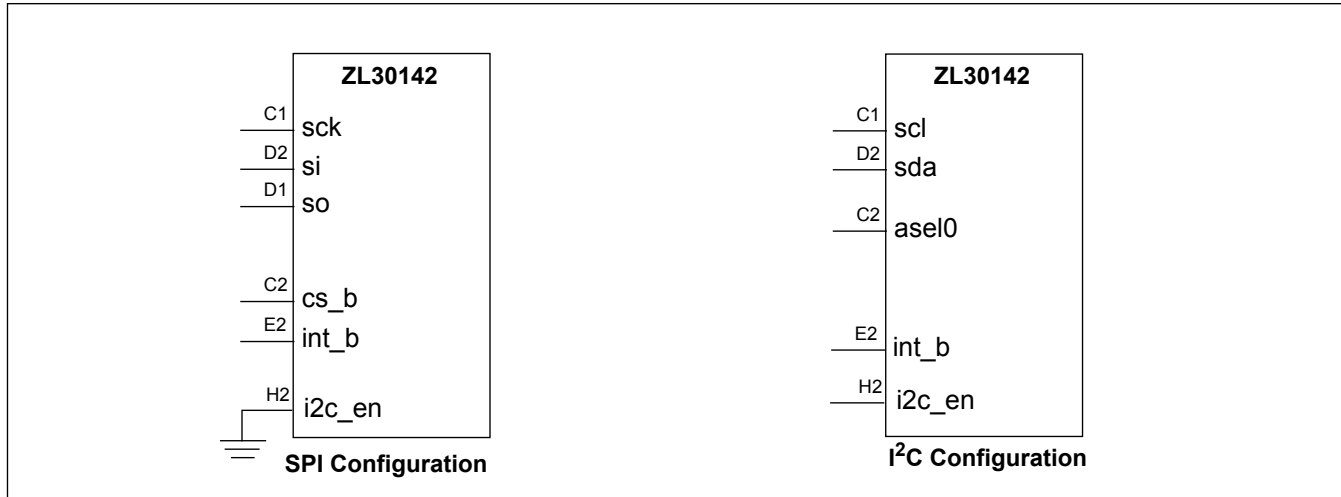 ZL30142
C1
sck
D2
si
D1
so
C2
cs_b
E2
int_b
H2
i2c_en
SPI Configuration
ZL30142
C1
scl
D2
sda
C2
asel0
E2
int_b
H2
i2c_en
I²C Configuration